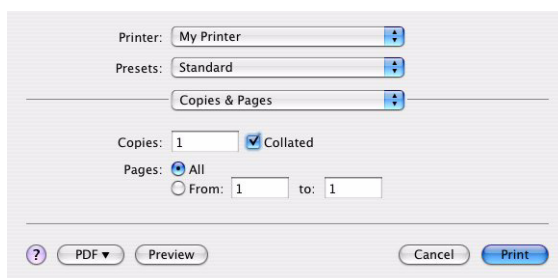 Printer: My Printer
Presets: Standard
Copies & Pages
Copies: 1 Collated
Pages: All
From: 1 to: 1
? PDF ▼ Preview Cancel Print